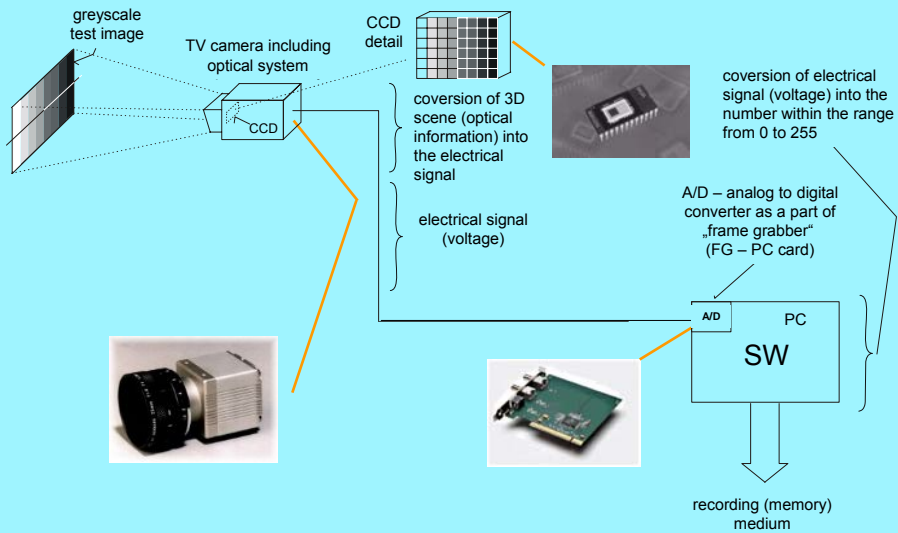 greyscale
test image
TV camera including
optical system
CCD
CCD
detail
coversion of 3D
scene (optical
information) into
the electrical
signal
electrical signal
(voltage)
coversion of electrical
signal (voltage) into the
number within the range
from 0 to 255
A/D – analog to digital
converter as a part of
„frame grabber“
(FG – PC card)
A/D
PC
SW
recording (memory)
medium